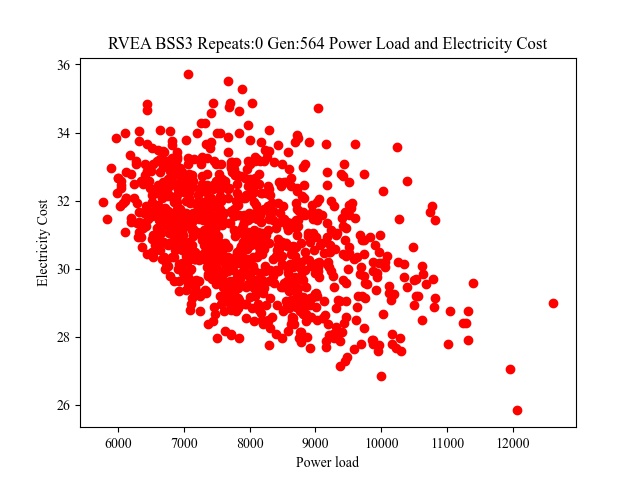 RVEA BSS3 Repeats:0 Gen:564 Power Load and Electricity Cost
Electricity Cost
36
34
32
30
28
26
6000 7000 8000 9000 10000 11000 12000
Power load